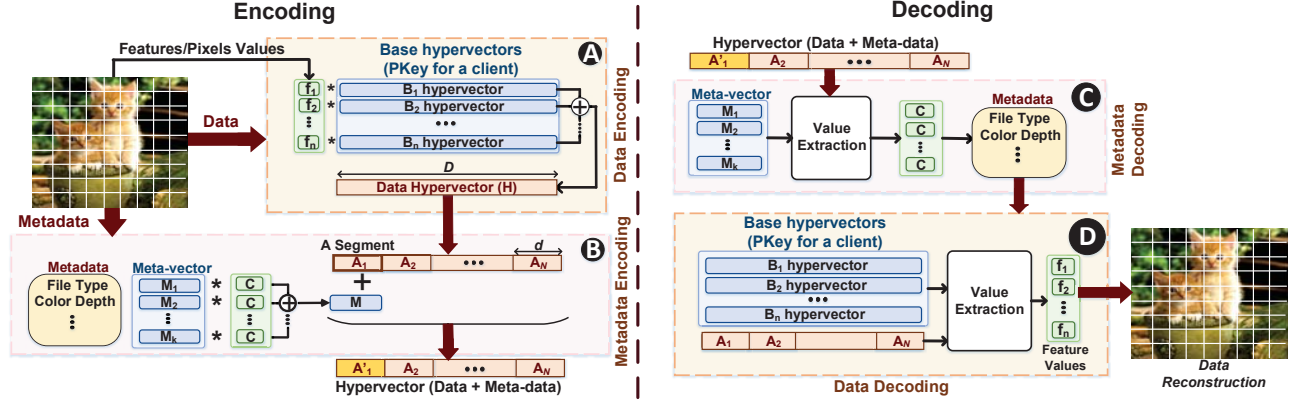 Encoding
Features/Pixels Values
Data
Metadata
A
Base hypervectors
(PKey for a client)
f1
*
B1 hypervector
f2
*
B2 hypervector
•••
fn
*
Bn hypervector
+
D
Data Hypervector (H)
Data Encoding
B
A Segment
d
A1 A2 ••• AN
+
M
Metadata
File Type
Color Depth
Meta-vector
M1 * C
M2 * C
Mk * C
+
Metadata Encoding
A'1 A2 ••• AN
Hypervector (Data + Meta-data)
Decoding
Hypervector (Data + Meta-data)
A'1 A2 ••• AN
C
Meta-vector
M1
M2
Mk
Value
Extraction
C
C
C
Metadata
File Type
Color Depth
Metadata
Decoding
D
Base hypervectors
(PKey for a client)
B1 hypervector
B2 hypervector
•••
Bn hypervector
A1 A2 AN
Value
Extraction
f1
f2
fn
Feature
Values
Data Decoding
Data
Reconstruction